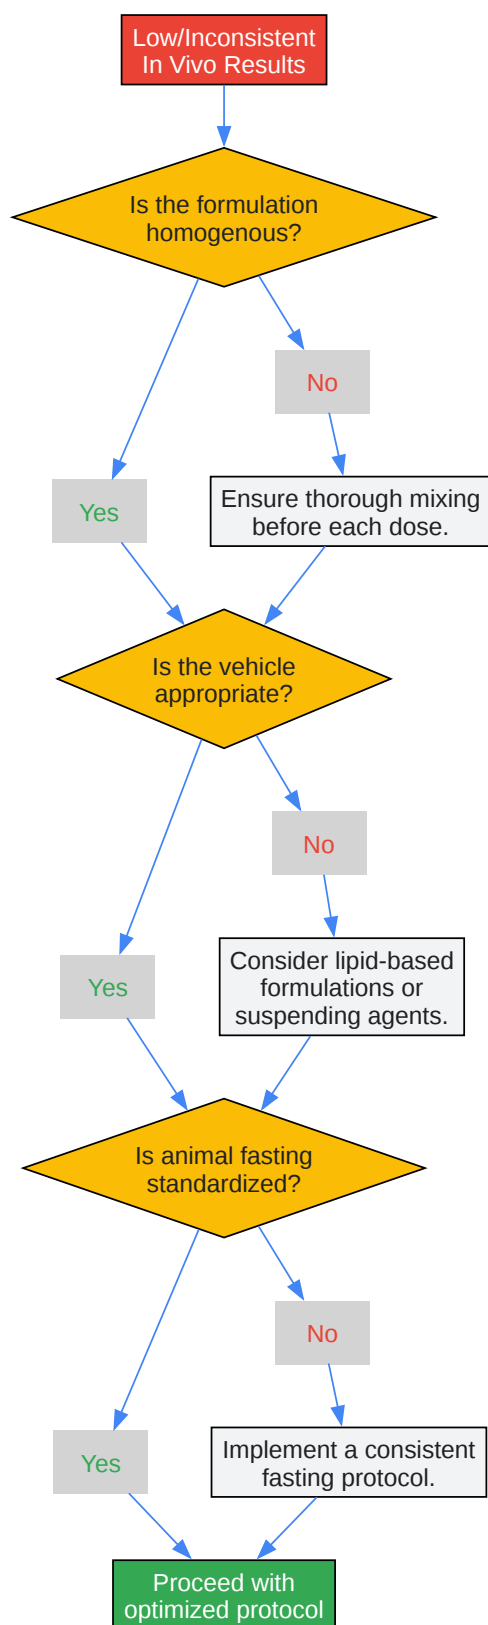 Low/Inconsistent
In Vivo Results
Is the formulation
homogenous?
No
Yes
Ensure thorough mixing
before each dose.
Is the vehicle
appropriate?
No
Yes
Consider lipid-based
formulations or
suspending agents.
Is animal fasting
standardized?
No
Yes
Implement a consistent
fasting protocol.
Proceed with
optimized protocol